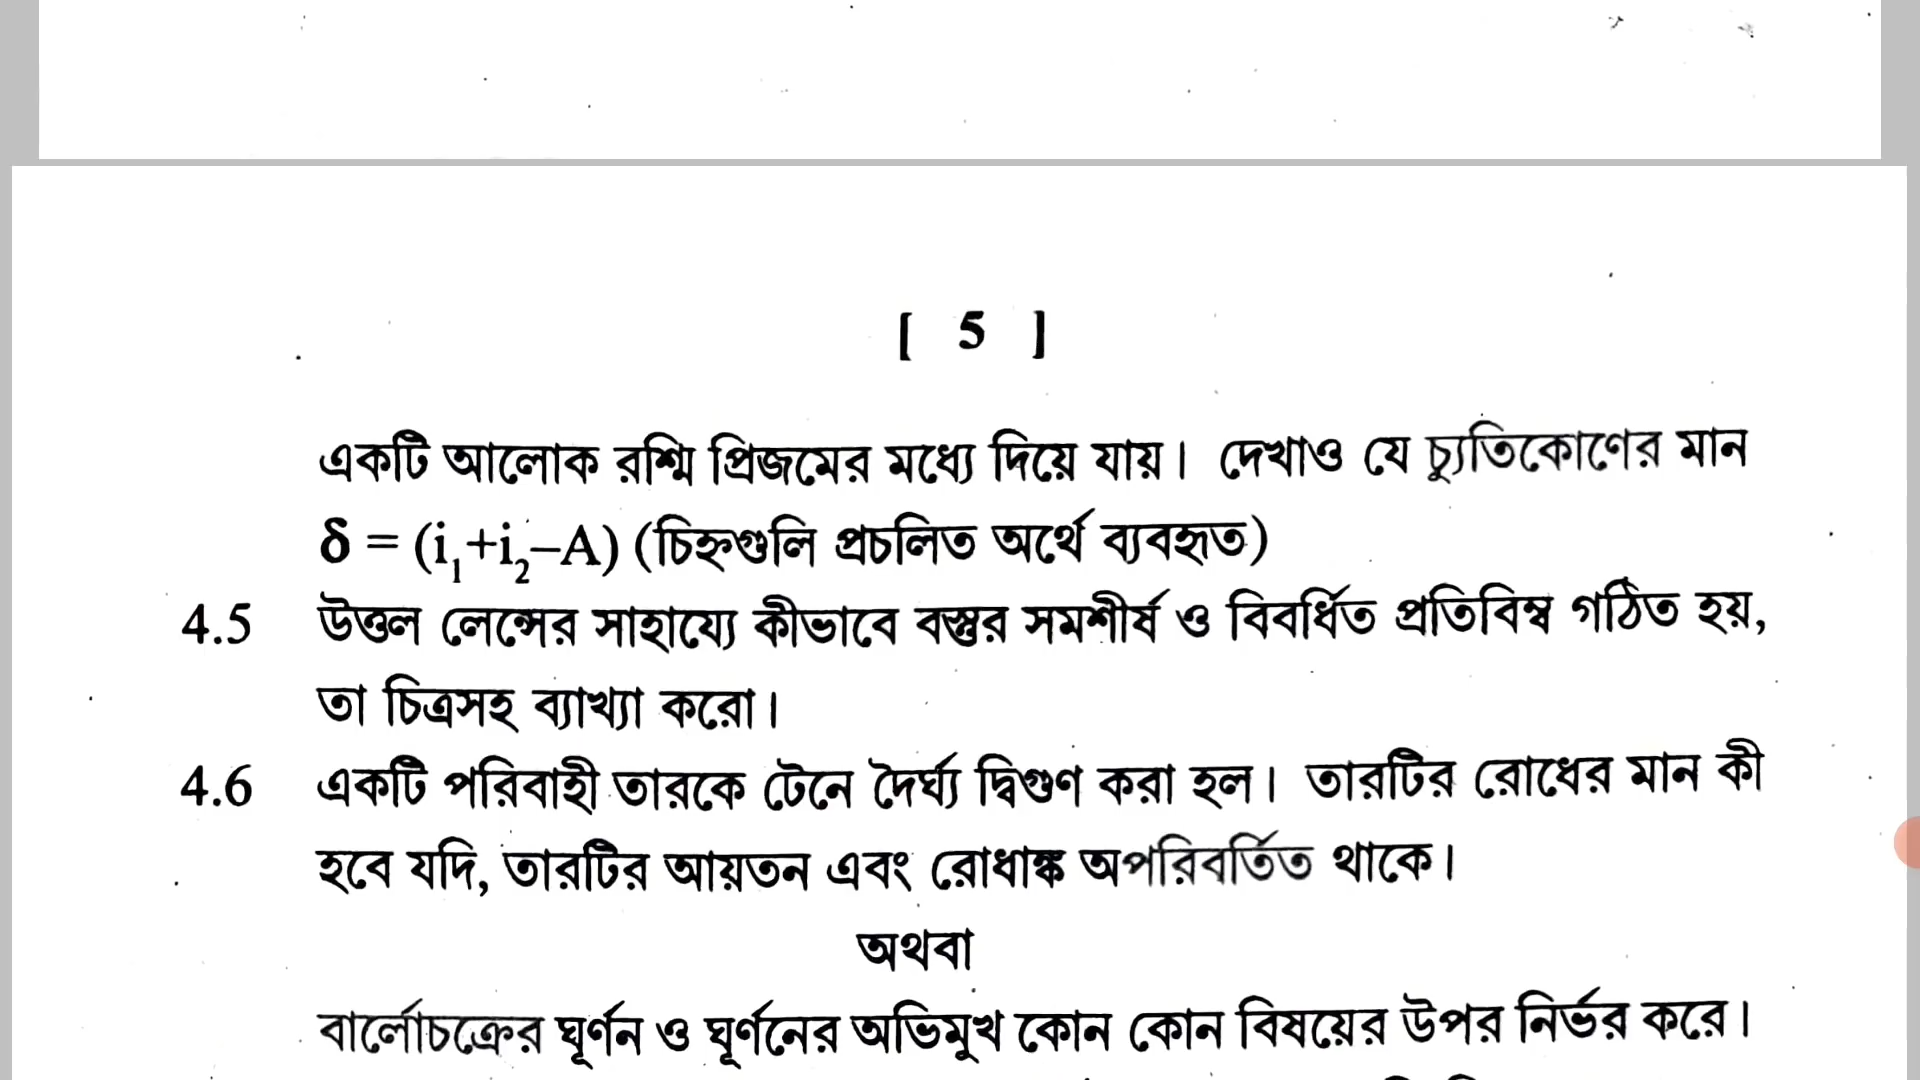 [ 5 ]
একটি আলোক রশ্মি প্রিজমের মধ্যে দিয়ে যায়। দেখাও যে চ্যুতিকোণের মান
δ = (i₁+i₂–A) (চিহ্নগুলি প্রচলিত অর্থে ব্যবহৃত)
4.5 উত্তল লেন্সের সাহায্যে কীভাবে বস্তুর সমশীর্ষ ও বিবর্ধিত প্রতিবিম্ব গঠিত হয়,
তা চিত্রসহ ব্যাখ্যা করো।
4.6 একটি পরিবাহী তারকে টেনে দৈর্ঘ্য দ্বিগুণ করা হল। তারটির রোধের মান কী
হবে যদি, তারটির আয়তন এবং রোধাঙ্ক অপরিবর্তিত থাকে।
অথবা
বার্লোচক্রের ঘূর্ণন ও ঘূর্ণনের অভিমুখ কোন কোন বিষয়ের উপর নির্ভর করে।